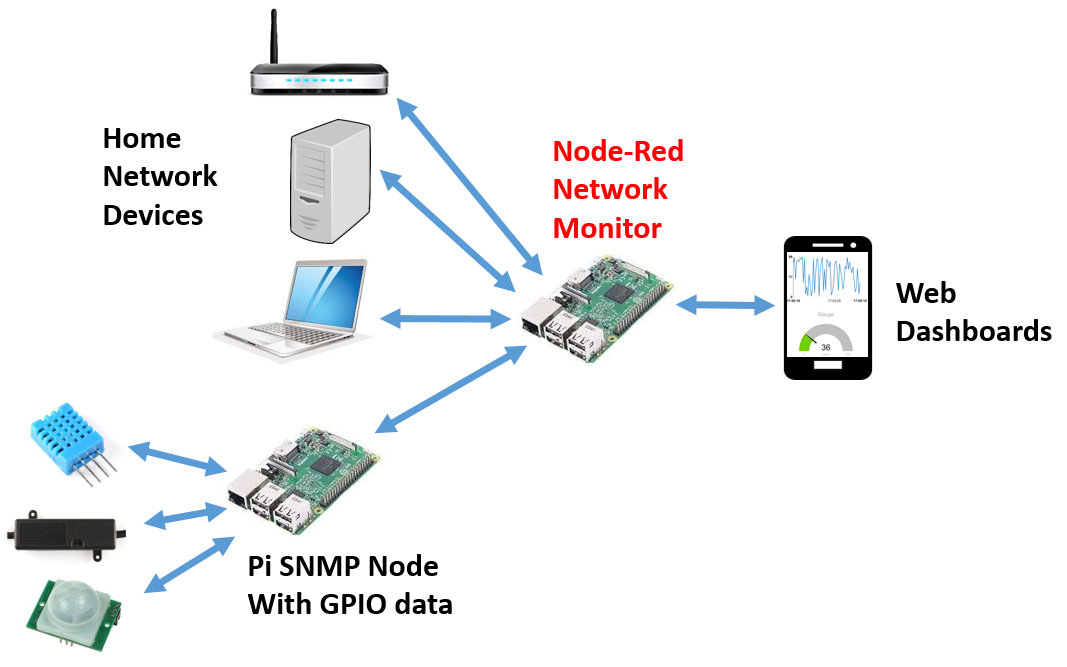 Home
Network
Devices
Node-Red
Network
Monitor
Web
Dashboards
Gauge
36
Pi SNMP Node
With GPIO data